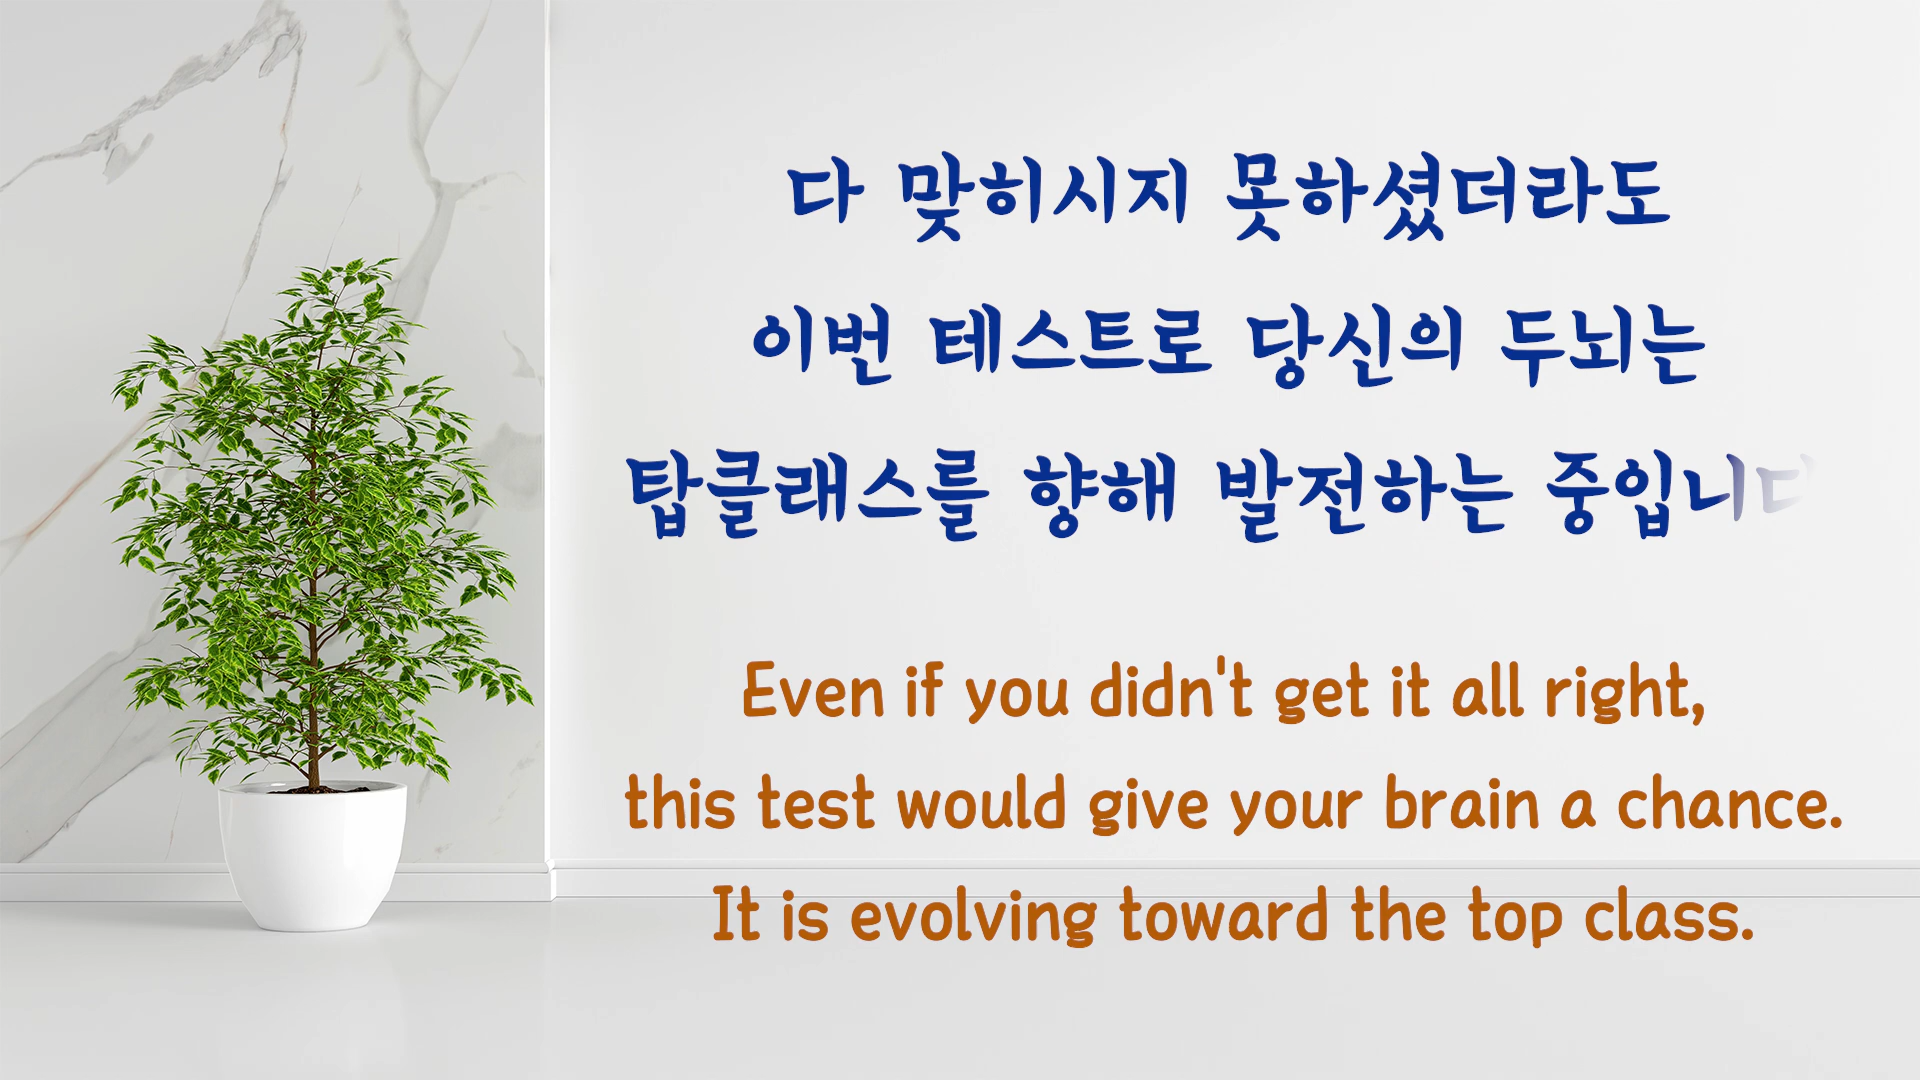 다 맞히시지 못하셨더라도
이번 테스트로 당신의 두뇌는
탑클래스를 향해 발전하는 중입니다
Even if you didn't get it all right,
this test would give your brain a chance.
It is evolving toward the top class.